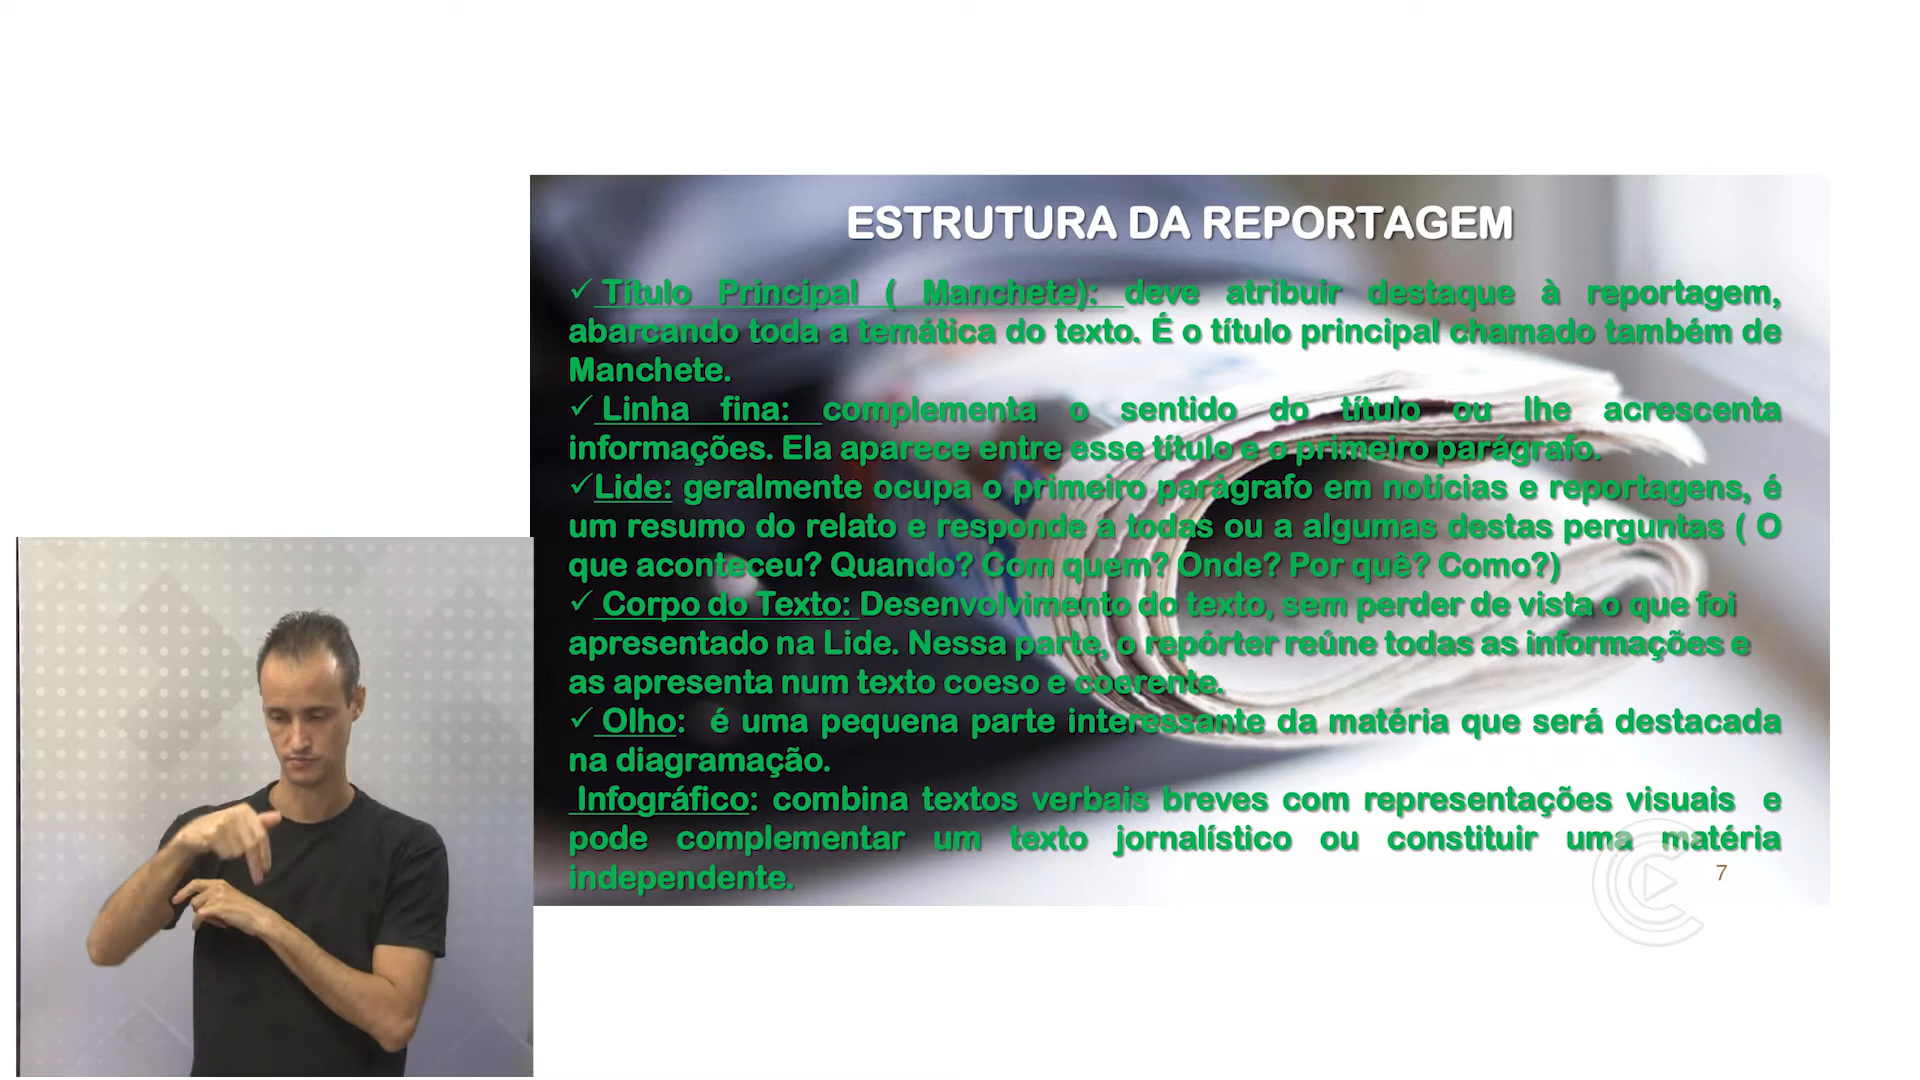 ESTRUTURA DA REPORTAGEM
✓ Título Principal ( Manchete): deve atribuir destaque à reportagem,
abarcando toda a temática do texto. É o título principal chamado também de
Manchete.
✓ Linha fina: complementa o sentido do título ou lhe acrescenta
informações. Ela aparece entre esse título e o primeiro parágrafo.
✓Lide: geralmente ocupa o primeiro parágrafo em notícias e reportagens, é
um resumo do relato e responde a todas ou a algumas destas perguntas ( O
que aconteceu? Quando? Com quem? Onde? Por quê? Como?)
✓ Corpo do Texto: Desenvolvimento do texto, sem perder de vista o que foi
apresentado na Lide. Nessa parte, o repórter reúne todas as informações e
as apresenta num texto coeso e coerente.
✓ Olho: é uma pequena parte interessante da matéria que será destacada
na diagramação.
Infográfico: combina textos verbais breves com representações visuais e
pode complementar um texto jornalístico ou constituir uma matéria
independente.
7